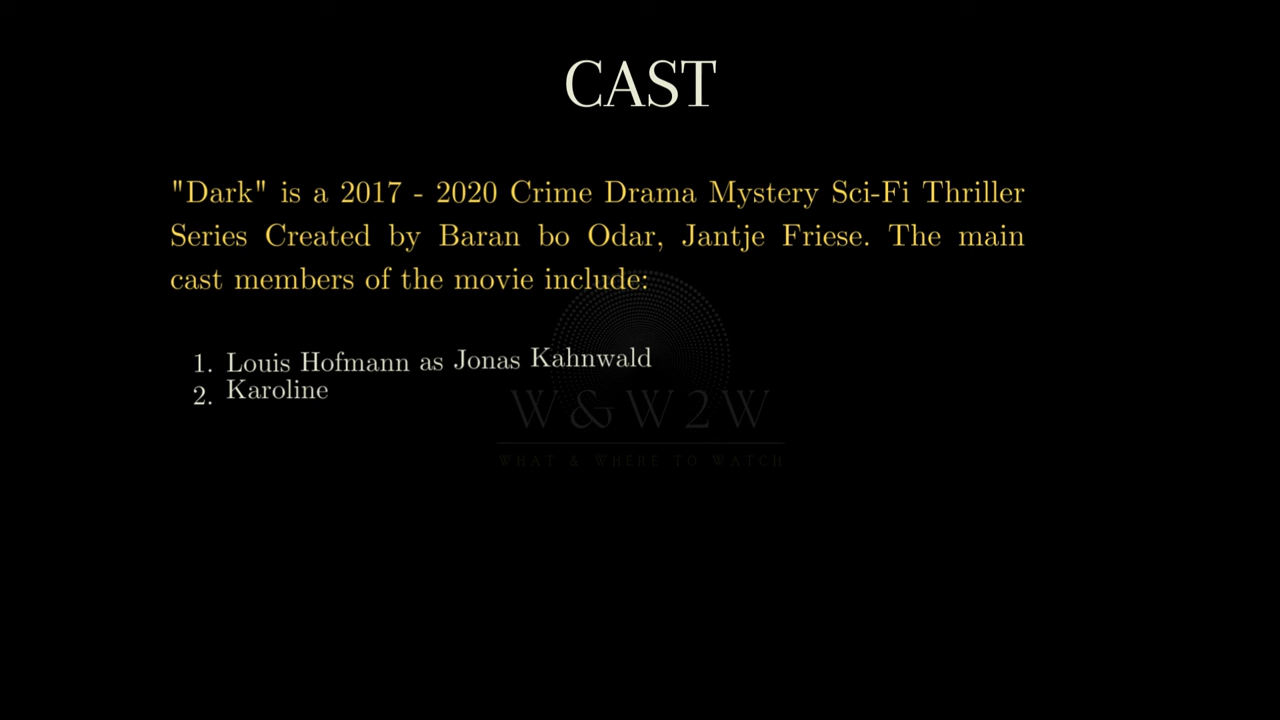 CAST
"Dark" is a 2017 - 2020 Crime Drama Mystery Sci-Fi Thriller
Series Created by Baran bo Odar, Jantje Friese. The main
cast members of the movie include:
1. Louis Hofmann as Jonas Kahnwald
2. Karoline
W&W2W
WHAT & WHERE TO WATCH